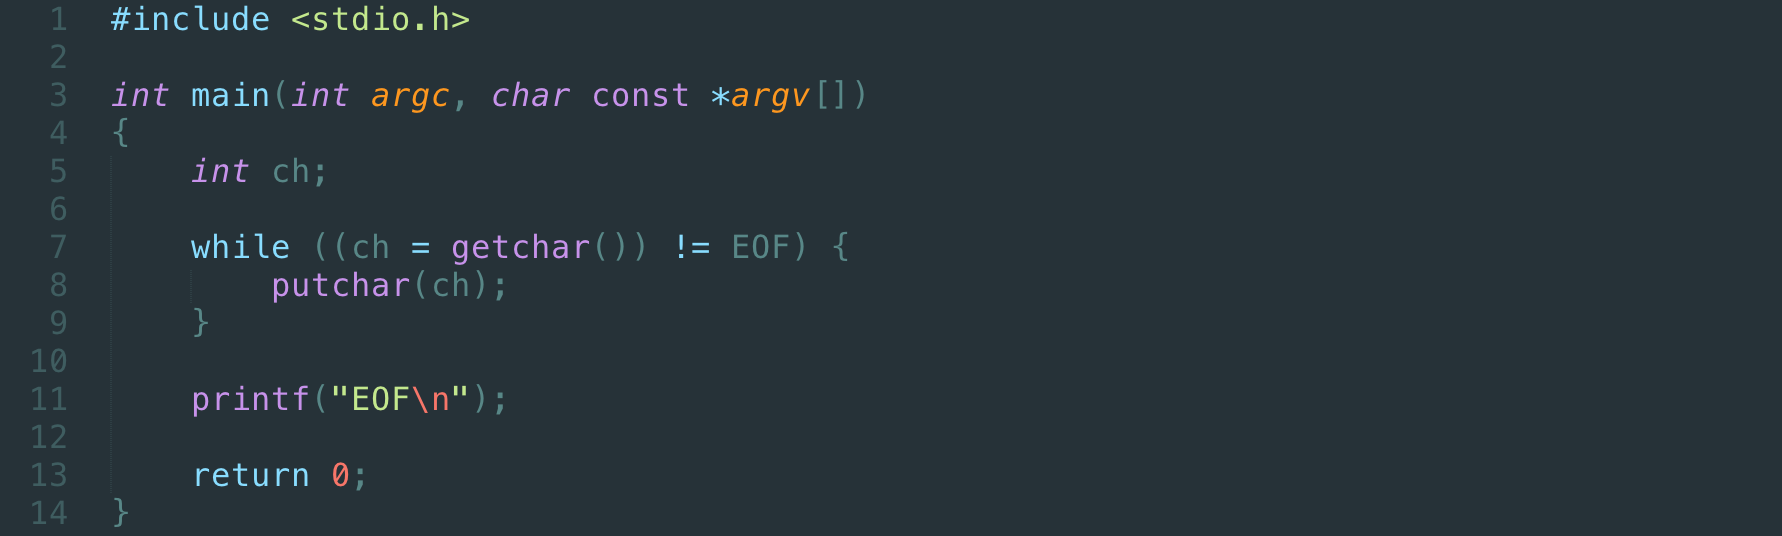 1 #include <stdio.h>
2
3 int main(int argc, char const *argv[])
4 {
5     int ch;
6
7     while ((ch = getchar()) != EOF) {
8         putchar(ch);
9     }
10
11     printf("EOF\n");
12
13     return 0;
14 }